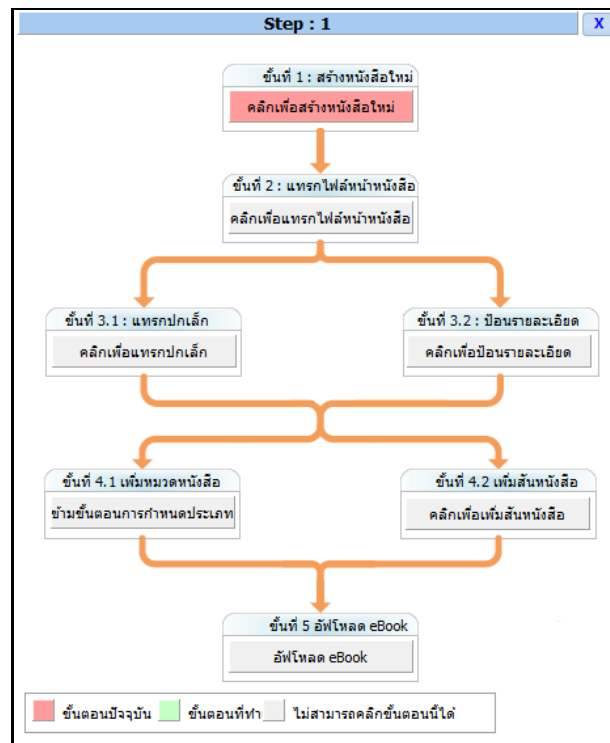 Step : 1
X
ขั้นที่ 1 : สร้างหนังสือใหม่
คลิกเพื่อสร้างหนังสือใหม่
ขั้นที่ 2 : แทรกไฟล์หน้าหนังสือ
คลิกเพื่อแทรกไฟล์หน้าหนังสือ
ขั้นที่ 3.1 : แทรกปกเล็ก
คลิกเพื่อแทรกปกเล็ก
ขั้นที่ 3.2 : ป้อนรายละเอียด
คลิกเพื่อป้อนรายละเอียด
ขั้นที่ 4.1 เพิ่มหมวดหนังสือ
ข้ามขั้นตอนการกำหนดประเภท
ขั้นที่ 4.2 เพิ่มสันหนังสือ
คลิกเพื่อเพิ่มสันหนังสือ
ขั้นที่ 5 อัฟโหลด eBook
อัฟโหลด eBook
ขั้นตอนปัจจุบัน ขั้นตอนที่ทำ ไม่สามารถคลิกขั้นตอนนี้ได้